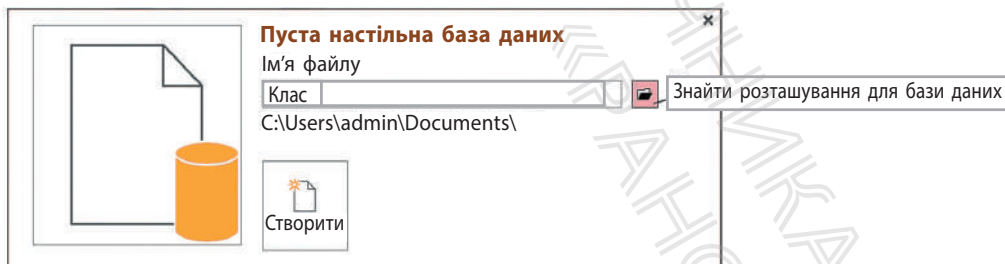 Пуста настільна база даних
Ім’я файлу
Клас
Знайти розташування для бази даних
C:\Users\admin\Documents\
Створити